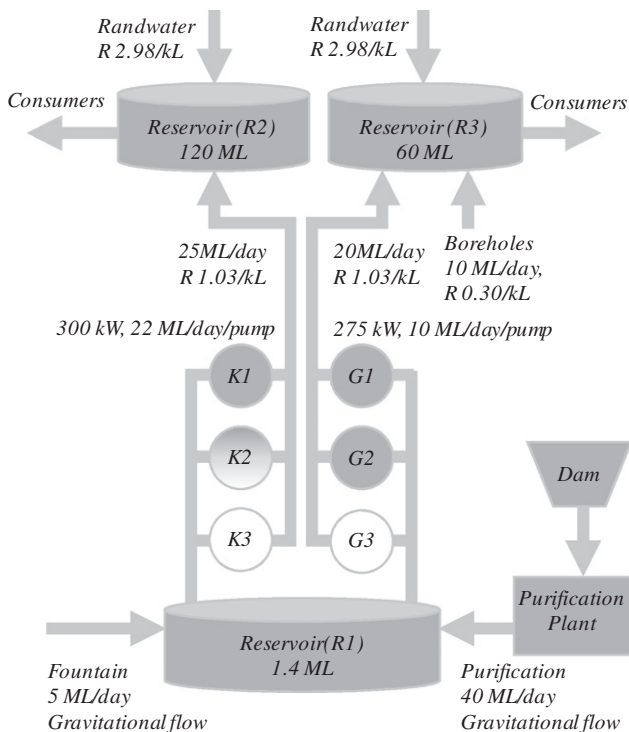 Randwater
R 2.98/kL
Randwater
R 2.98/kL
Consumers
Reservoir (R2)
120 ML
Reservoir (R3)
60 ML
Consumers
25ML/day
R 1.03/kL
20ML/day
R 1.03/kL
Boreholes
10 ML/day,
R 0.30/kL
300 kW, 22 ML/day/pump
275 kW, 10 ML/day/pump
K1
G1
K2
G2
K3
G3
Dam
Purification
Plant
Reservoir(R1)
1.4 ML
Fountain
5 ML/day
Gravitational flow
Purification
40 ML/day
Gravitational flow